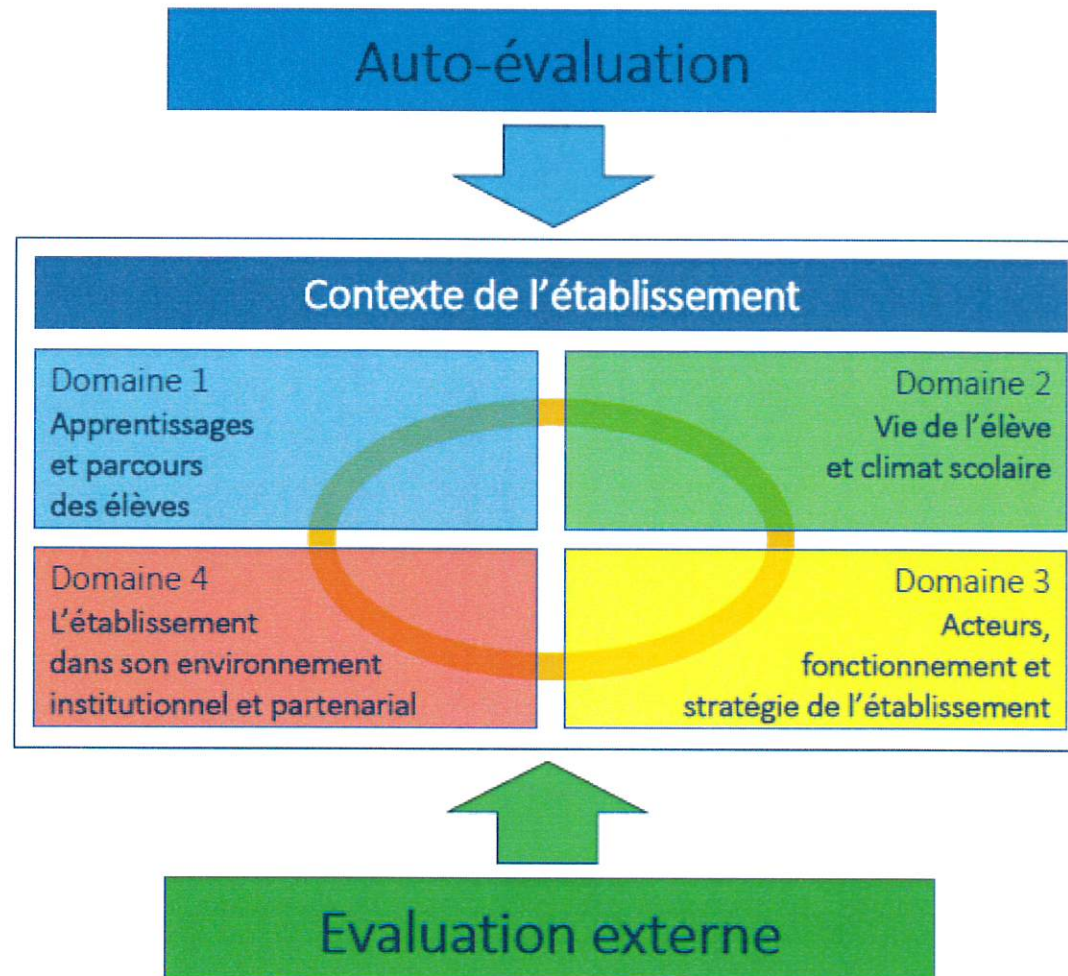 Auto-évaluation
Contexte de l'établissement
Domaine 1
Apprentissages
et parcours
des élèves
Domaine 2
Vie de l'élève
et climat scolaire
Domaine 4
L'établissement
dans son environnement
institutionnel et partenarial
Domaine 3
Acteurs,
fonctionnement et
stratégie de l'établissement
Evaluation externe